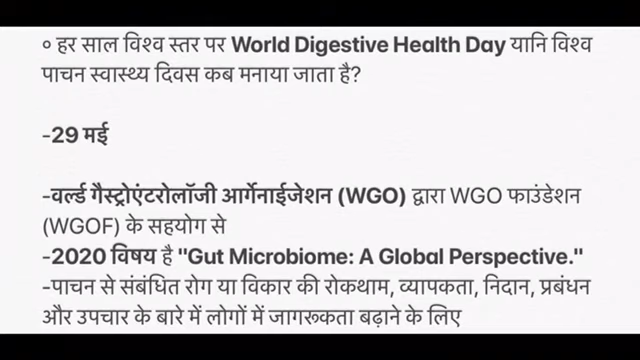 ० हर साल विश्व स्तर पर World Digestive Health Day यानि विश्व
पाचन स्वास्थ्य दिवस कब मनाया जाता है?
-29 मई
-वर्ल्ड गैस्ट्रोएंटरोलॉजी आर्गेनाईजेशन (WGO) द्वारा WGO फाउंडेशन
(WGOF) के सहयोग से
-2020 विषय है "Gut Microbiome: A Global Perspective."
-पाचन से संबंधित रोग या विकार की रोकथाम, व्यापकता, निदान, प्रबंधन
और उपचार के बारे में लोगों में जागरूकता बढ़ाने के लिए